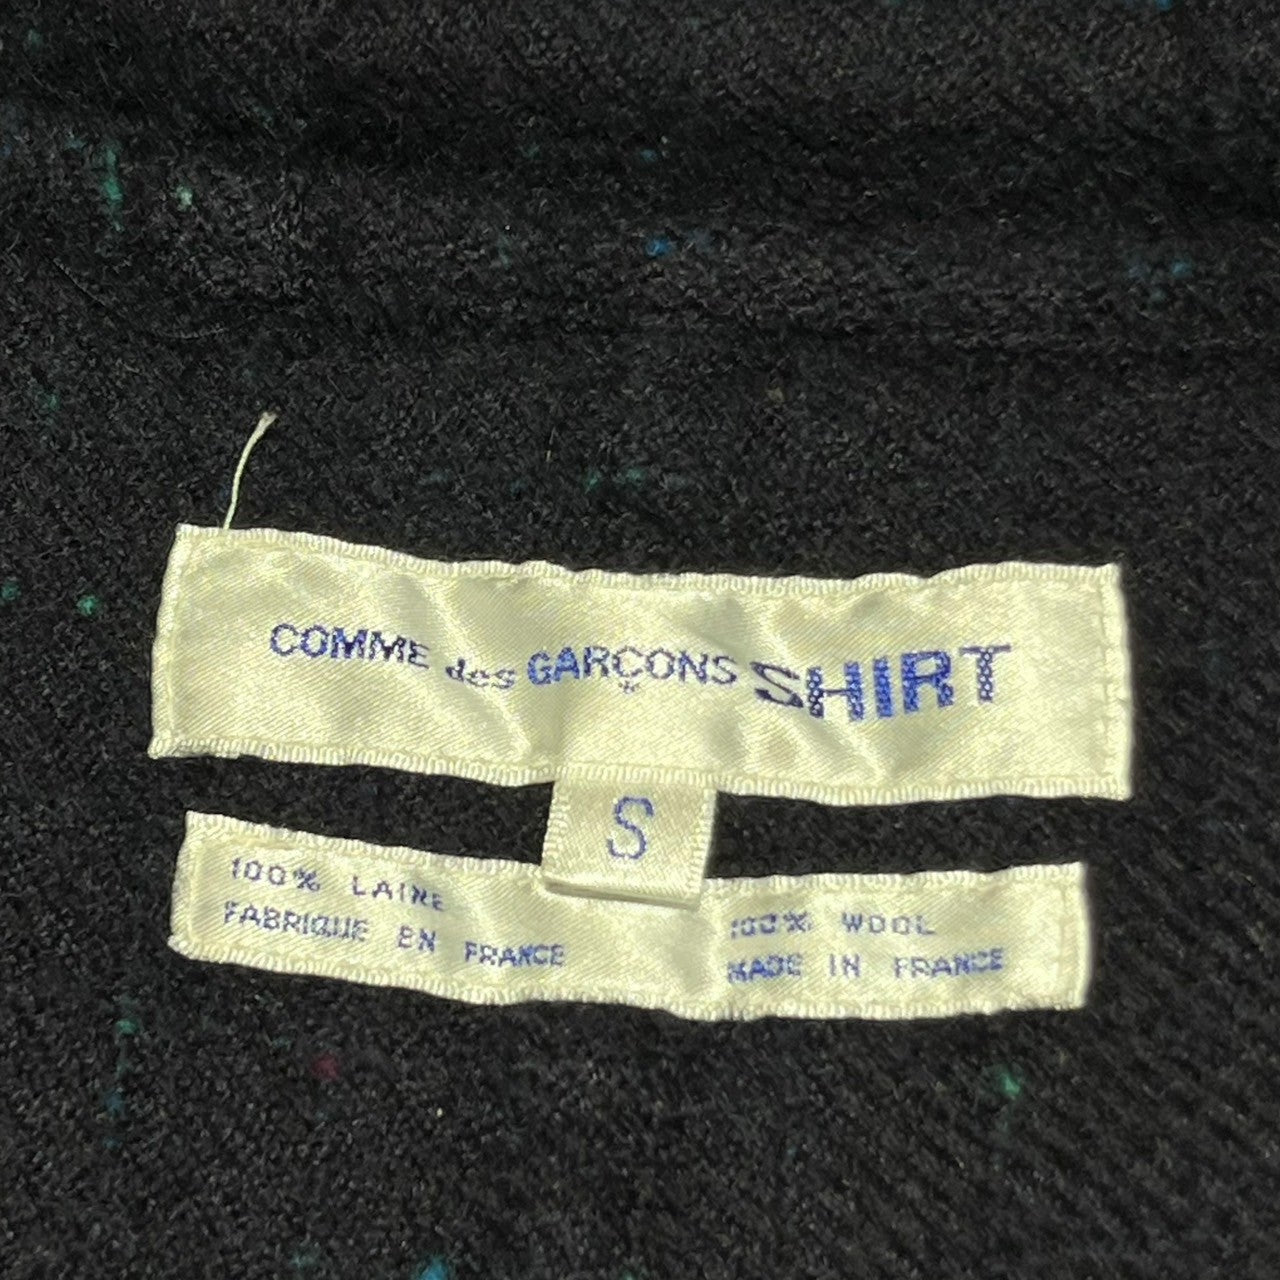 COMME des GARÇONS SHIRT
S
100% LAINE
FABRIQUE EN FRANCE
100% WOOL
MADE IN FRANCE